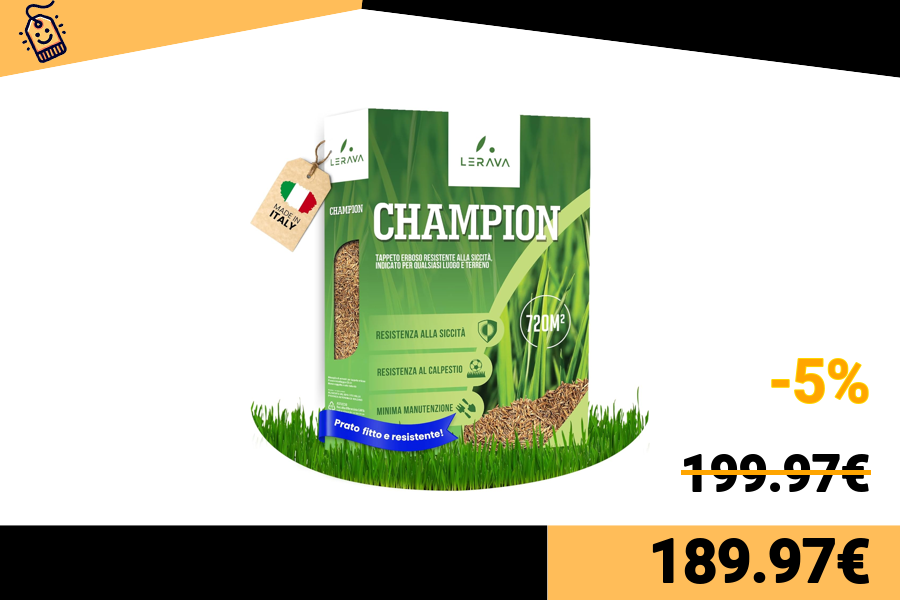 LERAVA
LERAVA
MADE IN
ITALY
CHAMPION
CHAMPION
TAPPETO ERBOSO RESISTENTE ALLA SICCITÀ,
INDICATO PER QUALSIASI LUOGO E TERRENO
720M²
RESISTENZA ALLA SICCITÀ
RESISTENZA AL CALPESTIO
MINIMA MANUTENZIONE
Prato fitto e resistente!
-5%
199.97€
189.97€